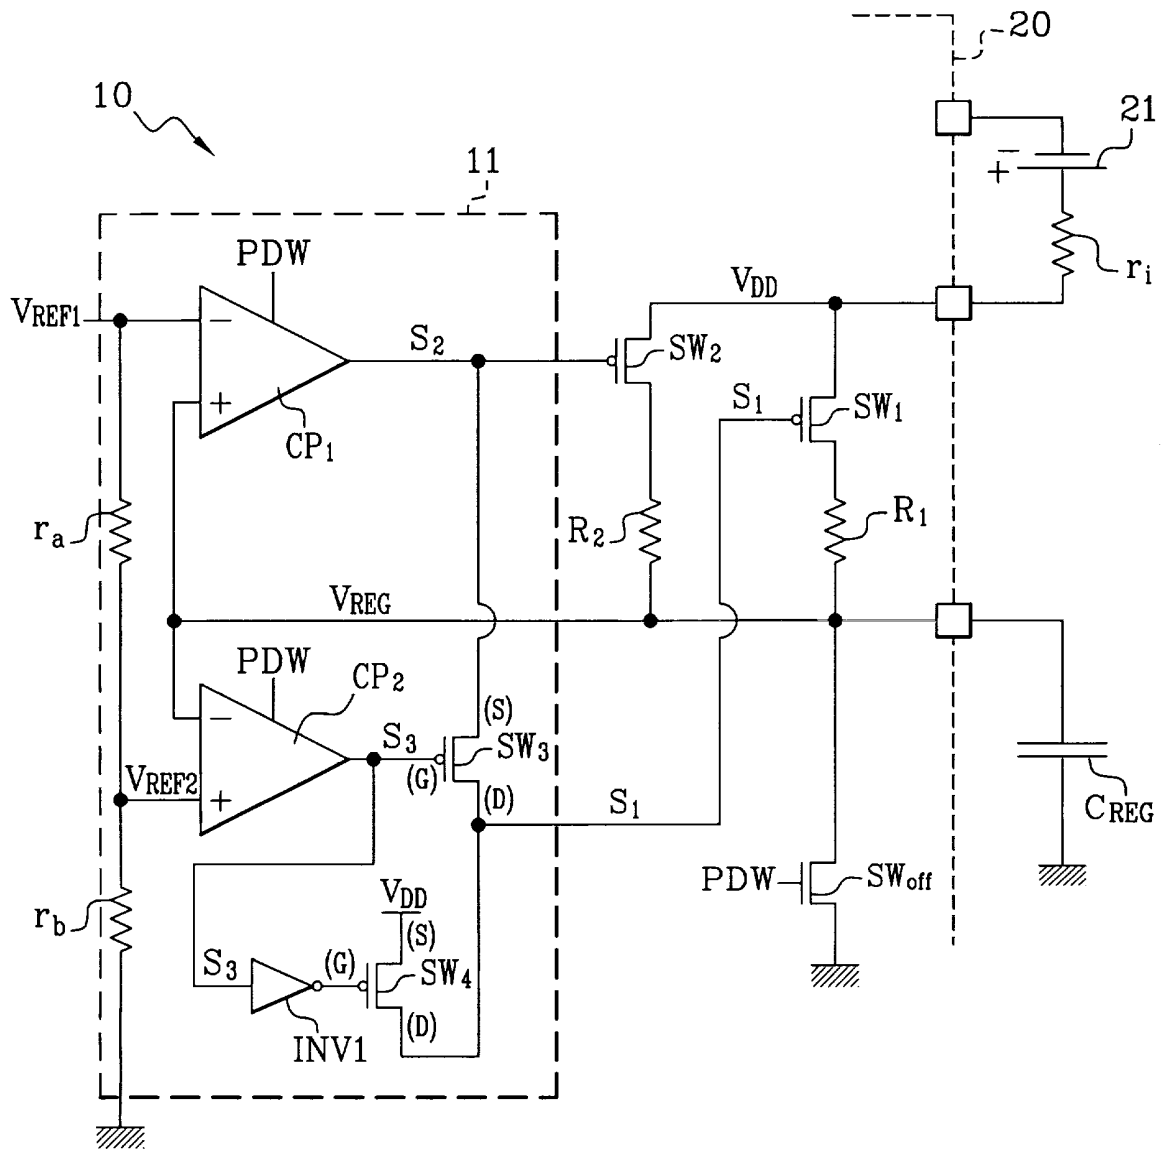 20
10
21
− +
11
PDW
ri
VREF1
VDD
−
S2
SW2
+
S1
SW1
CP1
ra
R2
R1
VREG
PDW
CP2
(S)
−
S3
SW3
VREF2
(G)
+
(D)
S1
CREG
PDW
SWoff
VDD
rb
(S)
S3
(G)
SW4
(D)
INV1